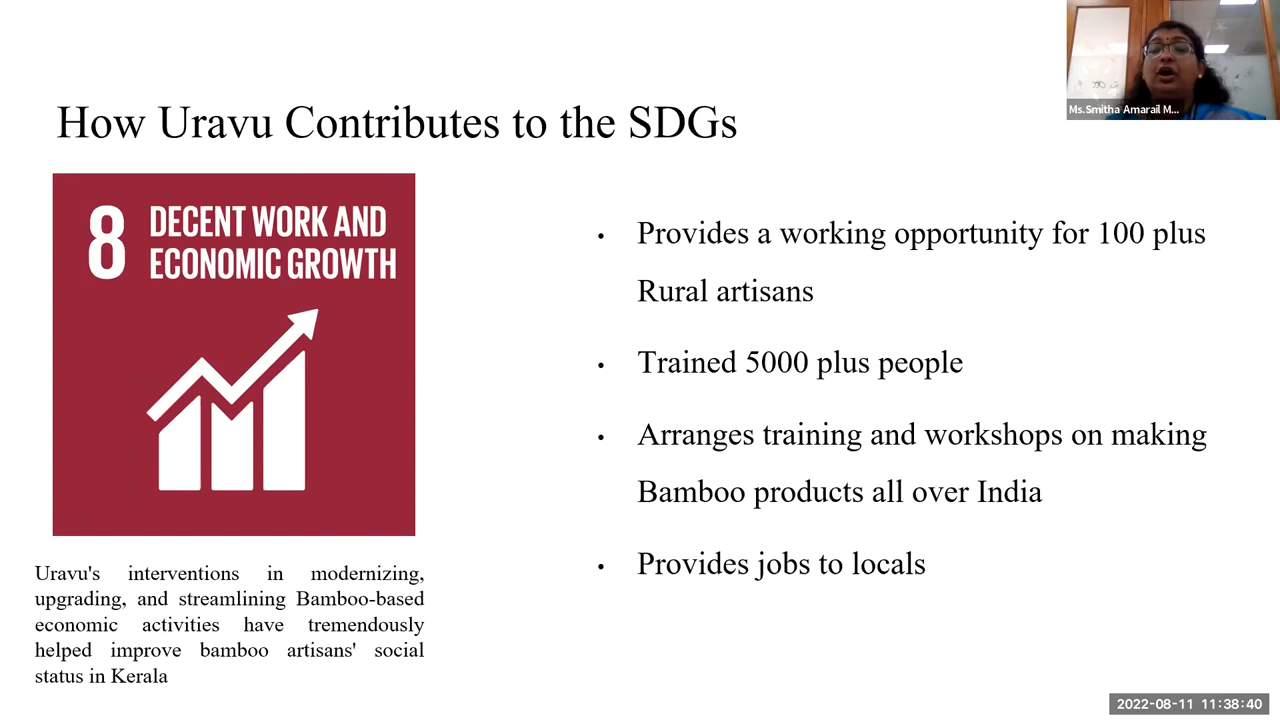 Ms.Smitha Amarail M...
How Uravu Contributes to the SDGs
8 DECENT WORK AND
ECONOMIC GROWTH
Uravu's interventions in modernizing,
upgrading, and streamlining Bamboo-based
economic activities have tremendously
helped improve bamboo artisans' social
status in Kerala
• Provides a working opportunity for 100 plus
Rural artisans
• Trained 5000 plus people
• Arranges training and workshops on making
Bamboo products all over India
• Provides jobs to locals
2022-08-11 11:38:40